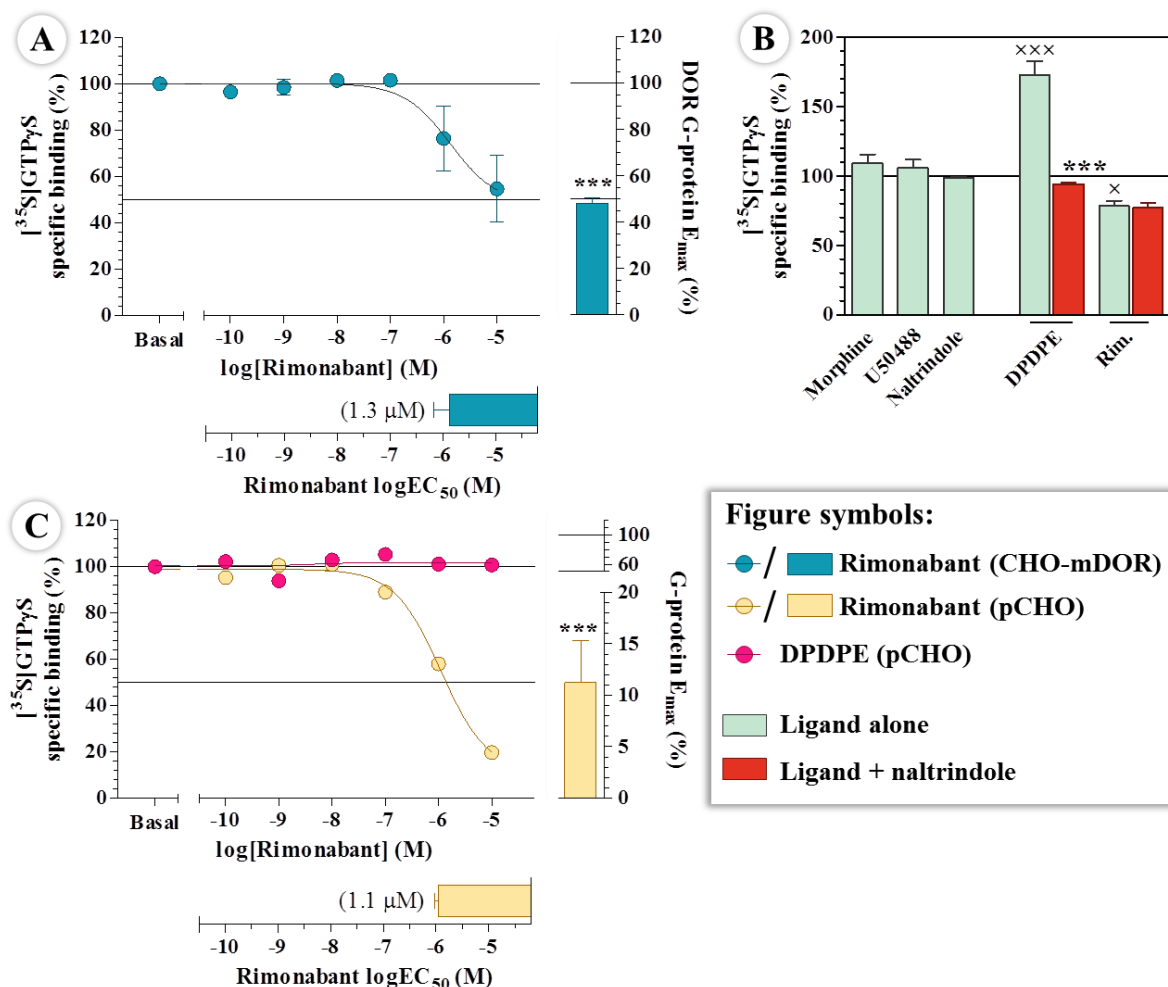 A
120
100
80
60
40
20
0
[³⁵S]GTPγS
specific binding (%)
Basal
-10
-9
-8
-7
-6
-5
log[Rimonabant] (M)
120
100
80
60
40
20
0
DOR G-protein Emax (%)
***
(1.3 μM)
-10
-9
-8
-7
-6
-5
Rimonabant logEC₅₀ (M)
B
200
150
100
50
0
[³⁵S]GTPγS
specific binding (%)
×××
***
×
Morphine
U50488
Naltrindole
DPDPE
Rim.
C
120
100
80
60
40
20
0
[³⁵S]GTPγS
specific binding (%)
Basal
-10
-9
-8
-7
-6
-5
log[Rimonabant] (M)
100
60
20
15
10
5
0
G-protein Emax (%)
***
(1.1 μM)
-10
-9
-8
-7
-6
-5
Rimonabant logEC₅₀ (M)
Figure symbols:
/ Rimonabant (CHO-mDOR)
/ Rimonabant (pCHO)
DPDPE (pCHO)
Ligand alone
Ligand + naltrindole